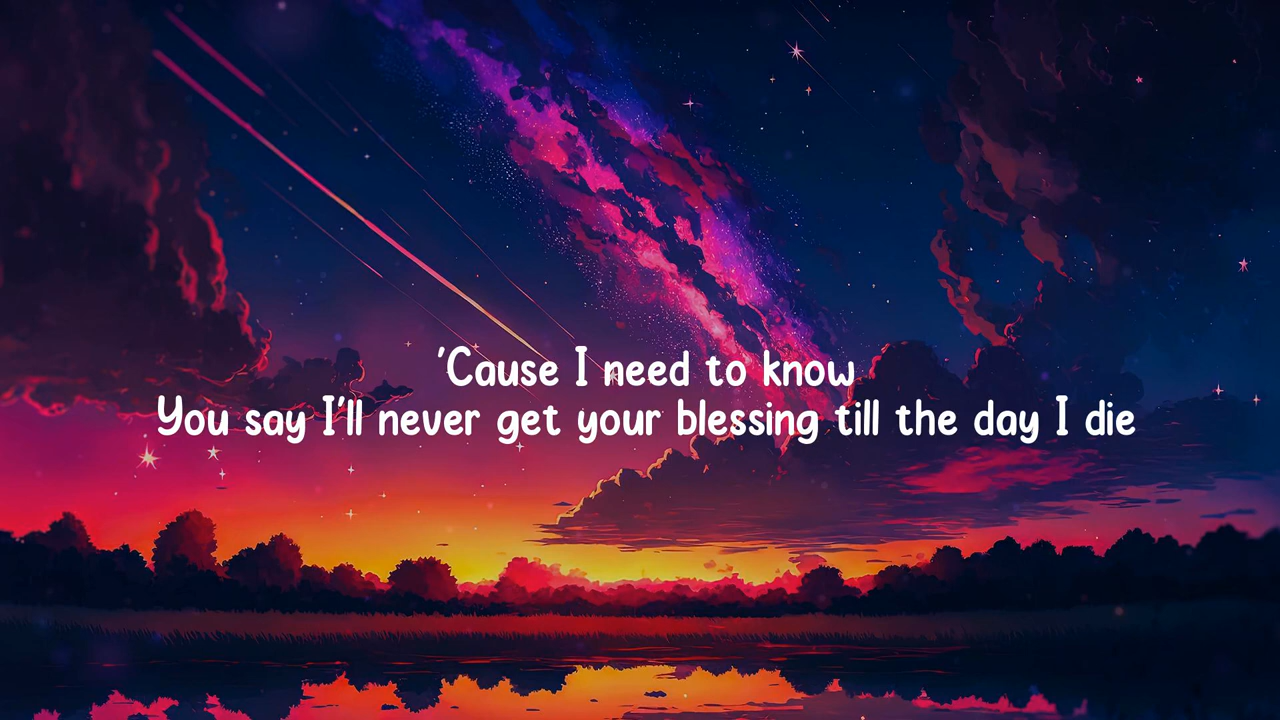 'Cause I need to know
You say I'll never get your blessing till the day I die